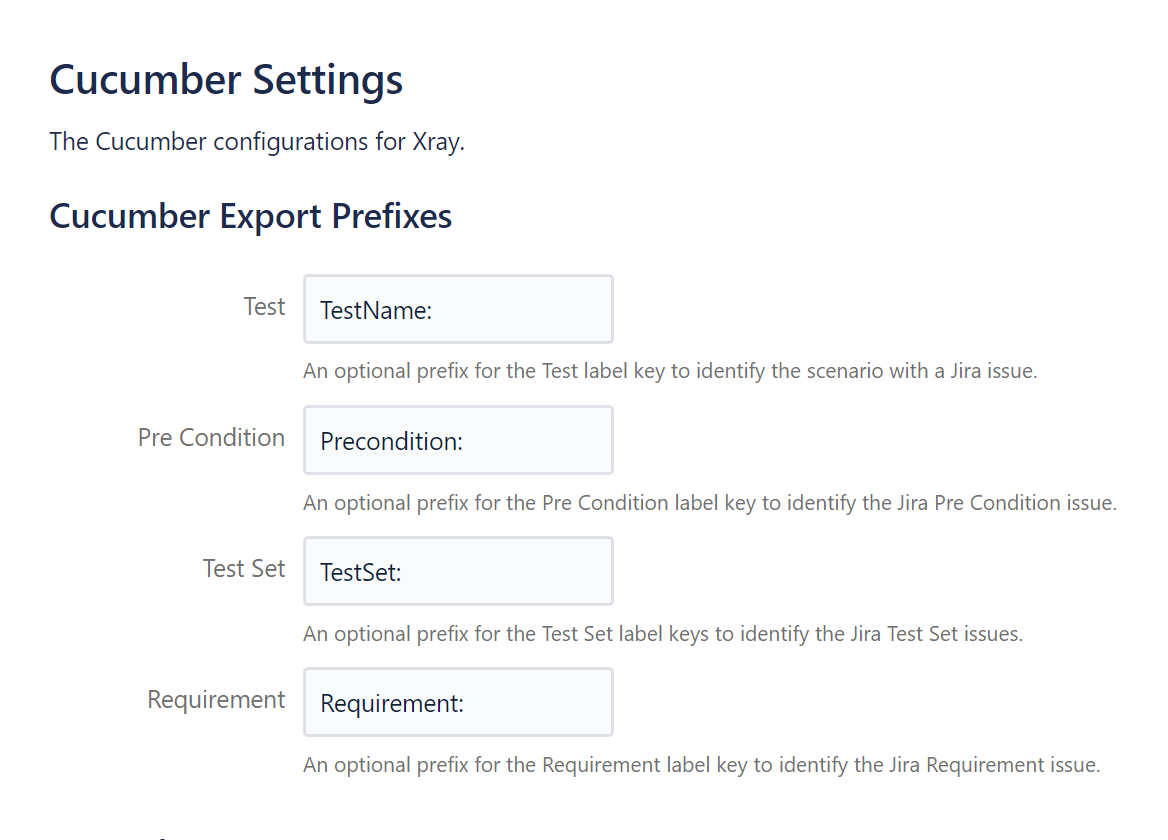 Cucumber Settings
The Cucumber configurations for Xray.
Cucumber Export Prefixes
Test
TestName:
An optional prefix for the Test label key to identify the scenario with a Jira issue.
Pre Condition
Precondition:
An optional prefix for the Pre Condition label key to identify the Jira Pre Condition issue.
Test Set
TestSet:
An optional prefix for the Test Set label keys to identify the Jira Test Set issues.
Requirement
Requirement:
An optional prefix for the Requirement label key to identify the Jira Requirement issue.